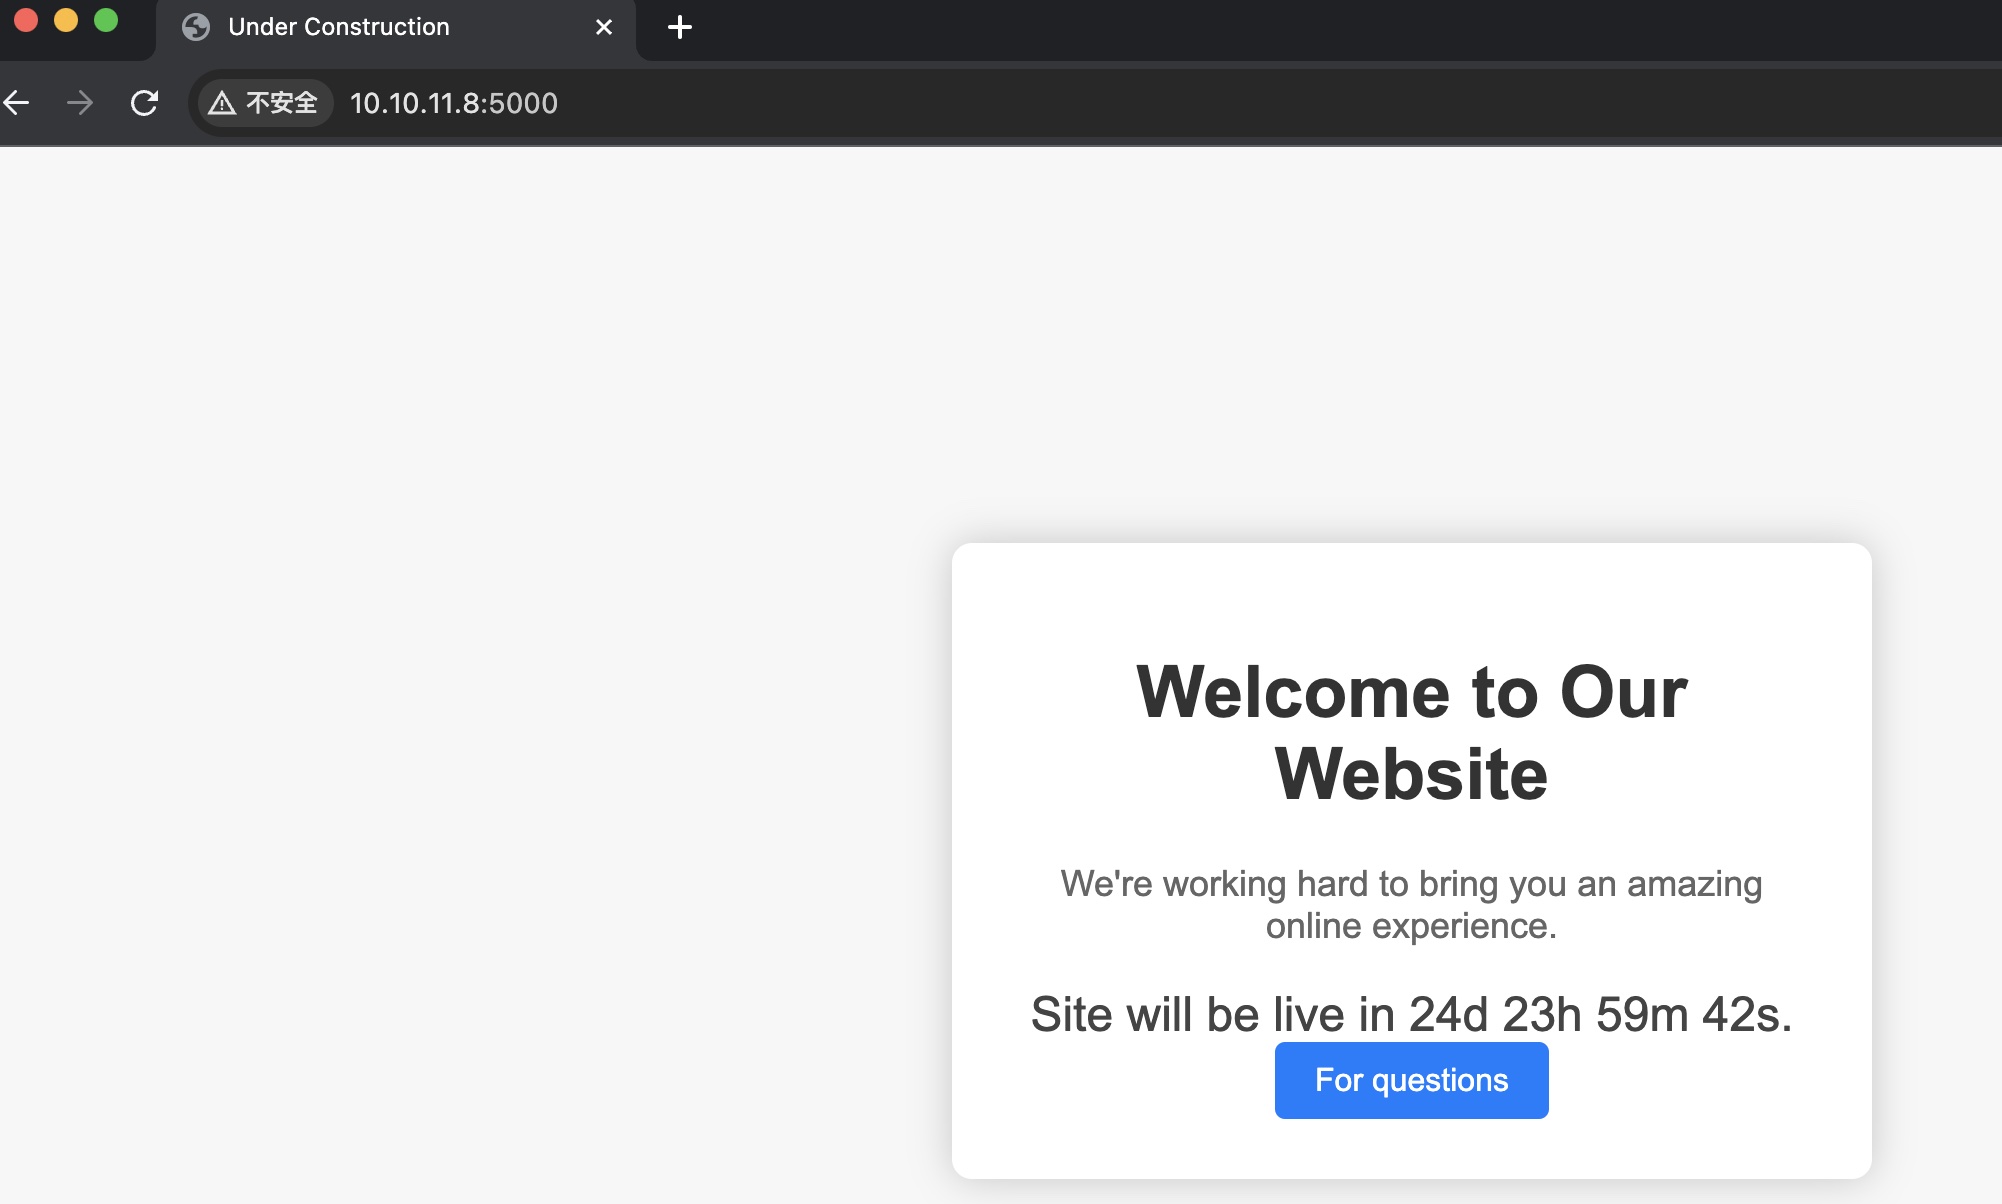 Under Construction
不安全 10.10.11.8:5000
Welcome to Our
Website
We're working hard to bring you an amazing
online experience.
Site will be live in 24d 23h 59m 42s.
For questions